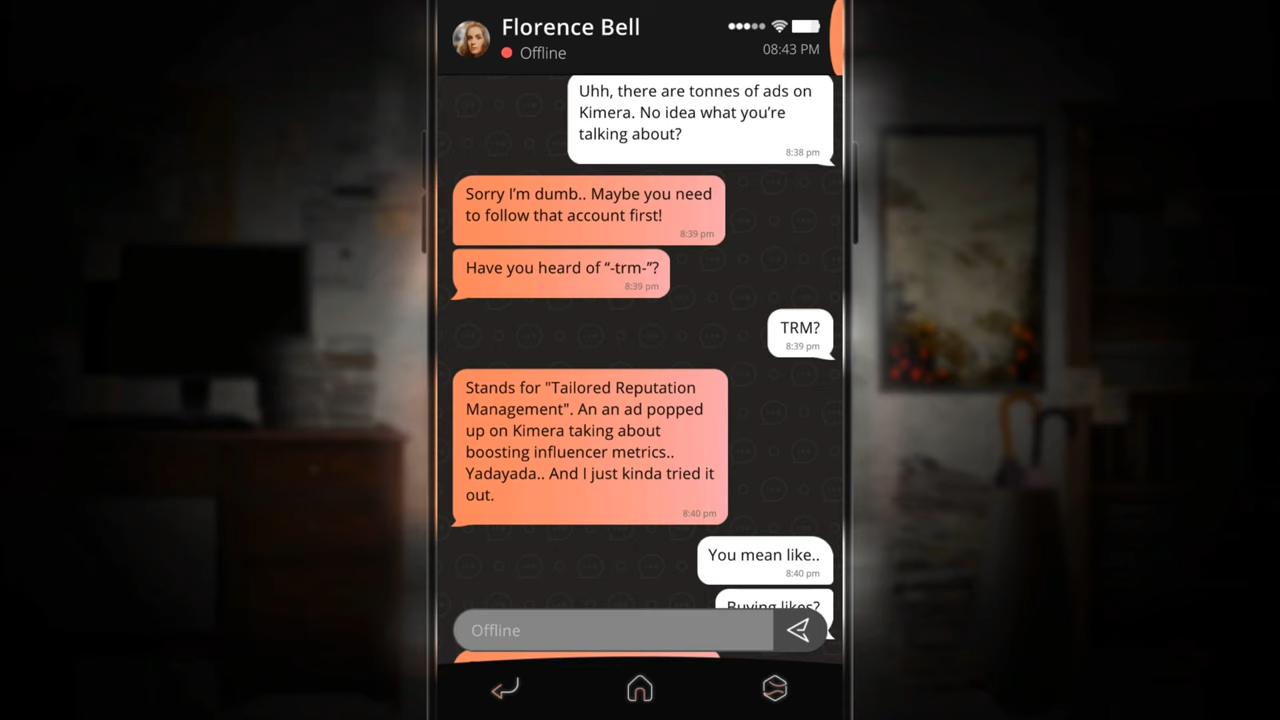 Florence Bell
Offline
08:43 PM
Uhh, there are tonnes of ads on
Kimera. No idea what you’re
talking about?
8:38 pm
Sorry I’m dumb.. Maybe you need
to follow that account first!
8:39 pm
Have you heard of “-trm-”?
8:39 pm
TRM?
8:39 pm
Stands for "Tailored Reputation
Management". An an ad popped
up on Kimera taking about
boosting influencer metrics..
Yadayada.. And I just kinda tried it
out.
8:40 pm
You mean like..
8:40 pm
Buying likes?
Offline